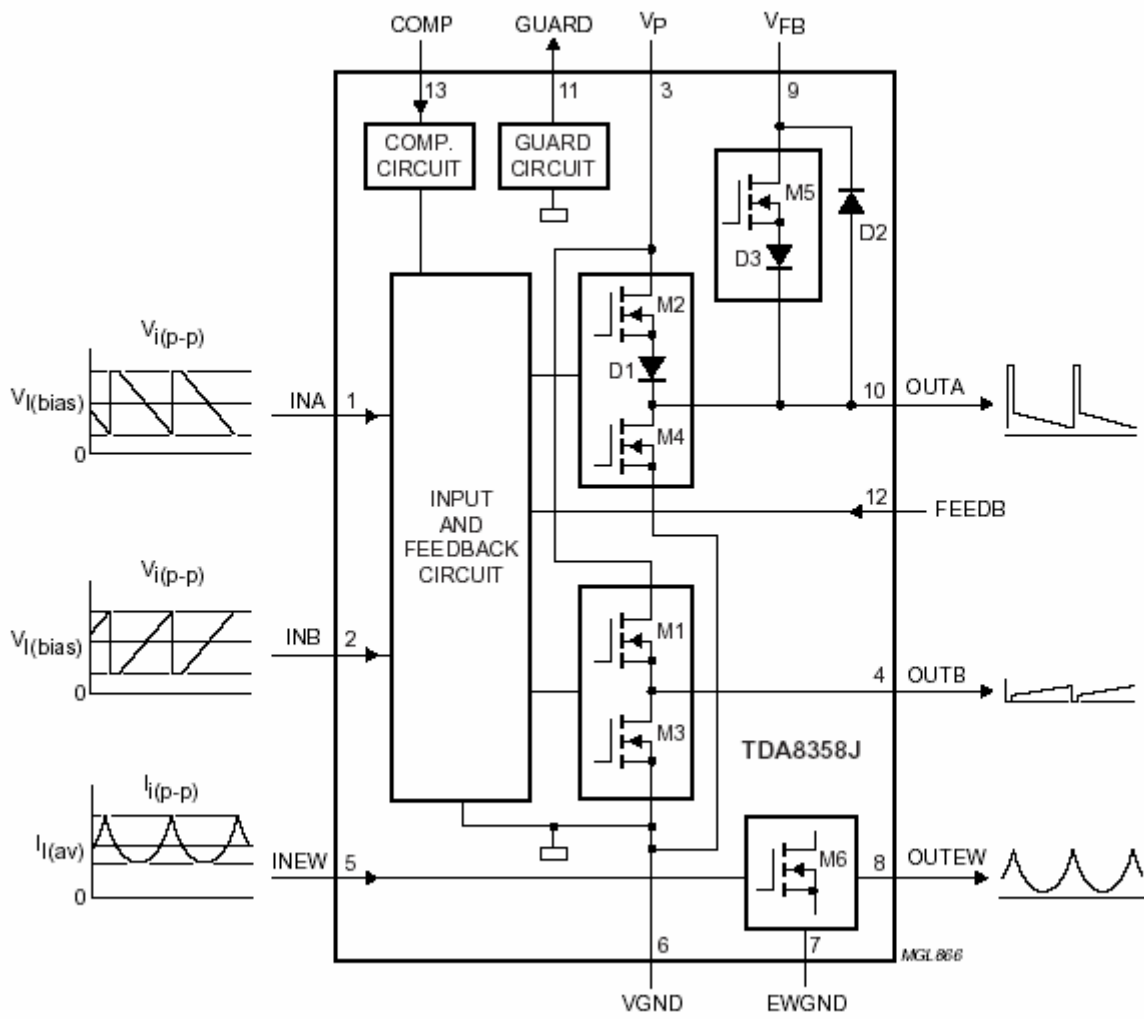 COMP GUARD VP VFB
13 11 3 9
COMP.
CIRCUIT
GUARD
CIRCUIT
M5
D2
D3
M2
D1
M4
Vi(p-p)
VI(bias)
0
INA 1
10 OUTA
12
FEEDB
INPUT
AND
FEEDBACK
CIRCUIT
Vi(p-p)
VI(bias)
0
INB 2
M1
4 OUTB
M3
TDA8358J
Ii(p-p)
II(av)
0
INEW 5
M6
8 OUTEW
6 7
MGL866
VGND EWGND